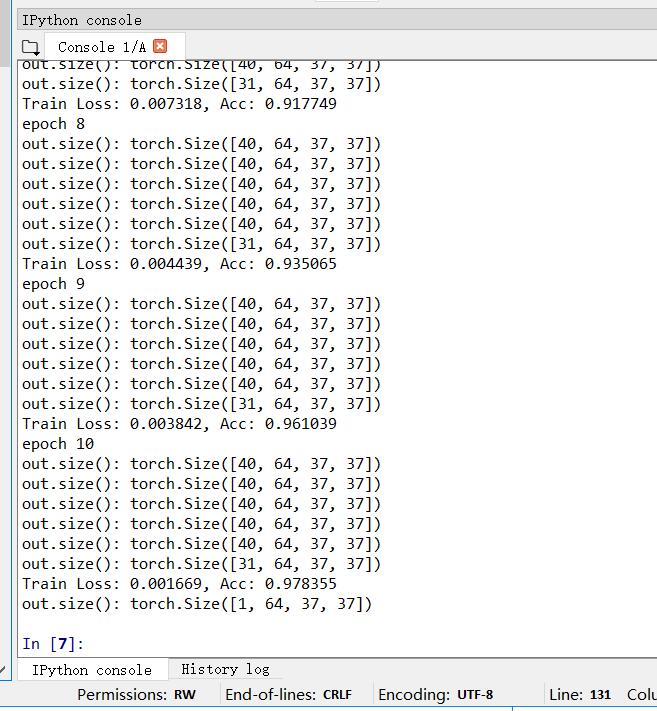 IPython console
Console 1/A
out.size(): torch.Size([40, 64, 37, 37])
out.size(): torch.Size([31, 64, 37, 37])
Train Loss: 0.007318, Acc: 0.917749
epoch 8
out.size(): torch.Size([40, 64, 37, 37])
out.size(): torch.Size([40, 64, 37, 37])
out.size(): torch.Size([40, 64, 37, 37])
out.size(): torch.Size([40, 64, 37, 37])
out.size(): torch.Size([40, 64, 37, 37])
out.size(): torch.Size([31, 64, 37, 37])
Train Loss: 0.004439, Acc: 0.935065
epoch 9
out.size(): torch.Size([40, 64, 37, 37])
out.size(): torch.Size([40, 64, 37, 37])
out.size(): torch.Size([40, 64, 37, 37])
out.size(): torch.Size([40, 64, 37, 37])
out.size(): torch.Size([40, 64, 37, 37])
out.size(): torch.Size([31, 64, 37, 37])
Train Loss: 0.003842, Acc: 0.961039
epoch 10
out.size(): torch.Size([40, 64, 37, 37])
out.size(): torch.Size([40, 64, 37, 37])
out.size(): torch.Size([40, 64, 37, 37])
out.size(): torch.Size([40, 64, 37, 37])
out.size(): torch.Size([40, 64, 37, 37])
out.size(): torch.Size([31, 64, 37, 37])
Train Loss: 0.001669, Acc: 0.978355
out.size(): torch.Size([1, 64, 37, 37])
In [7]:
IPython console History log
Permissions: RW End-of-lines: CRLF Encoding: UTF-8 Line: 131 Colu